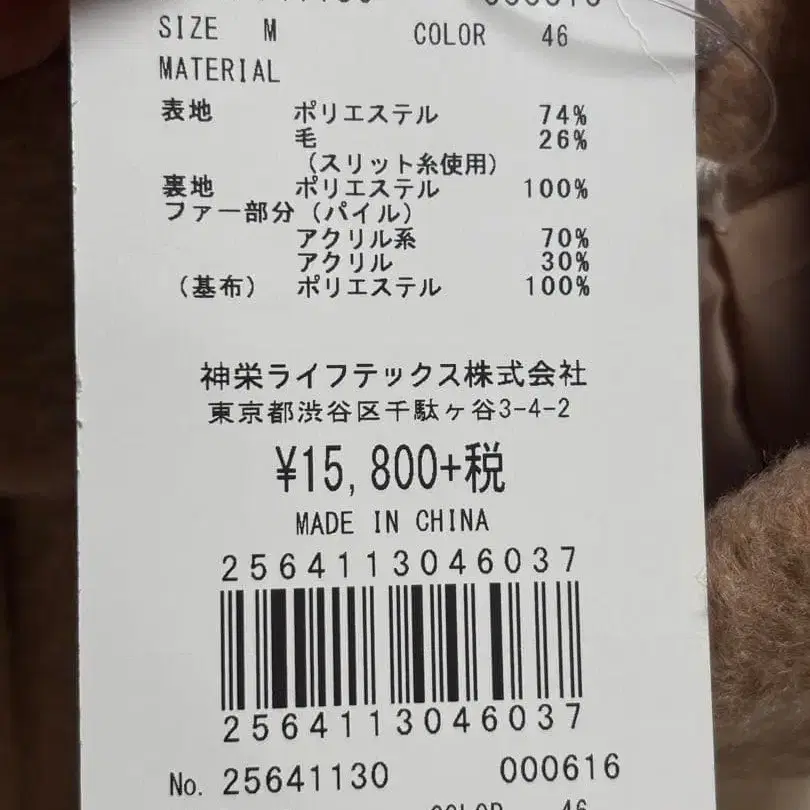 SIZE M COLOR 46
MATERIAL
表地 ポリエステル 74%
毛 26%
(スリット糸使用)
裏地 ポリエステル 100%
ファー部分(パイル)
アクリル系 70%
アクリル 30%
(基布) ポリエステル 100%
神栄ライフテックス株式会社
東京都渋谷区千駄ヶ谷3-4-2
¥15,800+税
MADE IN CHINA
2564113046037
2564113046037
No. 25641130 000616
COLOR 46